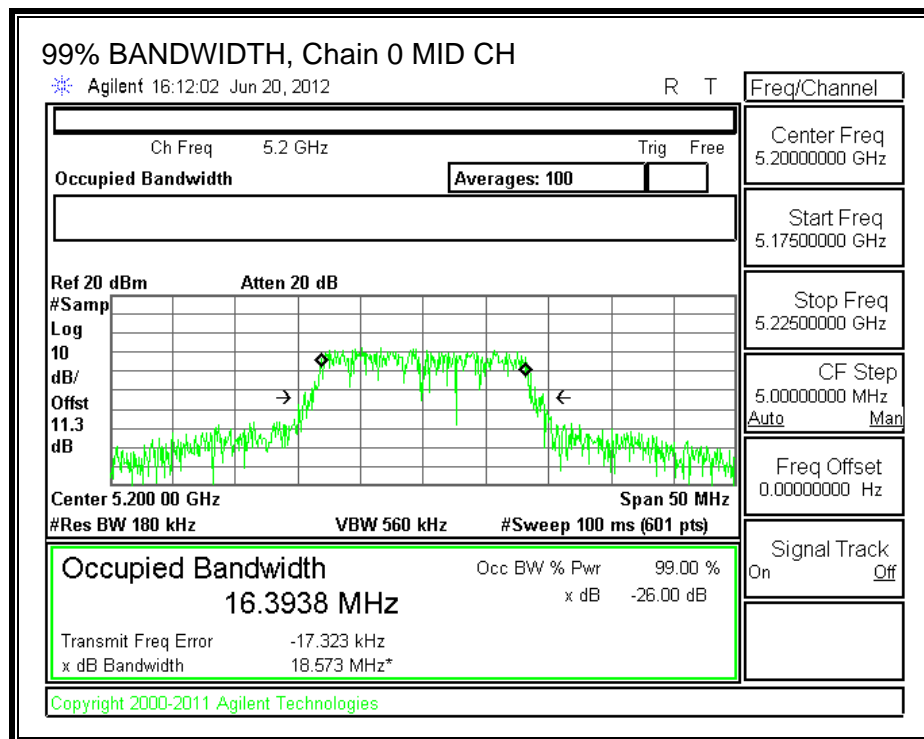 99% BANDWIDTH, Chain 0 MID CH
Agilent 16:12:02 Jun 20, 2012 R T
Ch Freq 5.2 GHz Trig Free
Occupied Bandwidth Averages: 100
Ref 20 dBm Atten 20 dB
#Samp
Log
10
dB/
Offst
11.3
dB
Center 5.200 00 GHz Span 50 MHz
#Res BW 180 kHz VBW 560 kHz #Sweep 100 ms (601 pts)
Occupied Bandwidth Occ BW % Pwr 99.00 %
16.3938 MHz x dB -26.00 dB
Transmit Freq Error -17.323 kHz
x dB Bandwidth 18.573 MHz*
Copyright 2000-2011 Agilent Technologies
Freq/Channel
Center Freq
5.20000000 GHz
Start Freq
5.17500000 GHz
Stop Freq
5.22500000 GHz
CF Step
5.00000000 MHz
Auto Man
Freq Offset
0.00000000 Hz
Signal Track
On Off